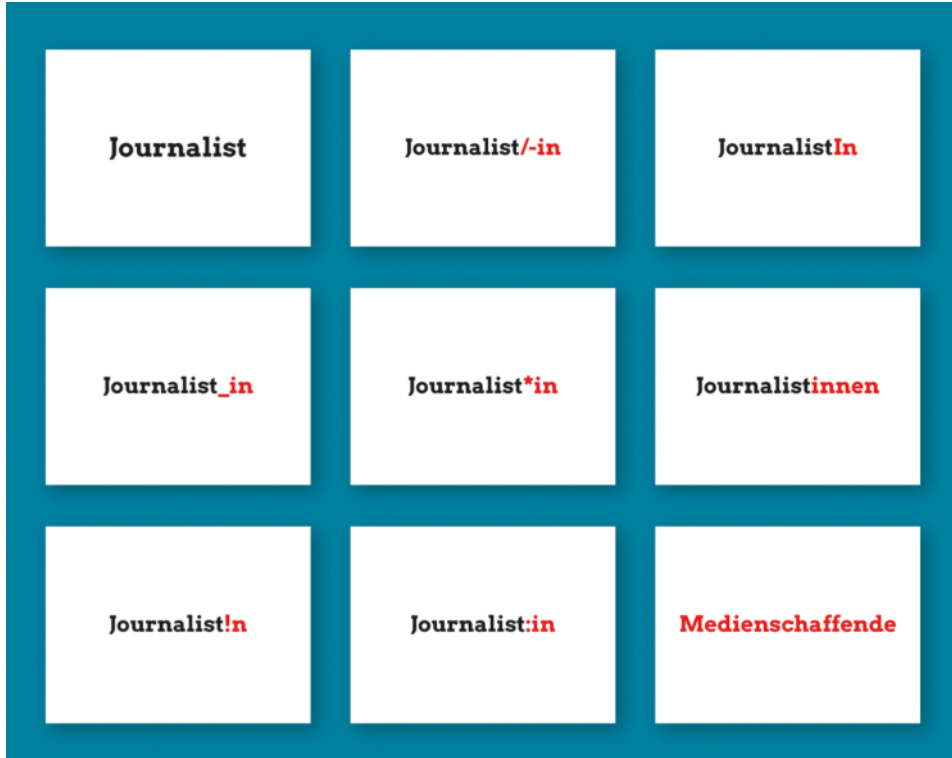 Journalist
Journalist/-in
JournalistIn
Journalist_in
Journalist*in
Journalistinnen
Journalist!n
Journalist:in
Medienschaffende